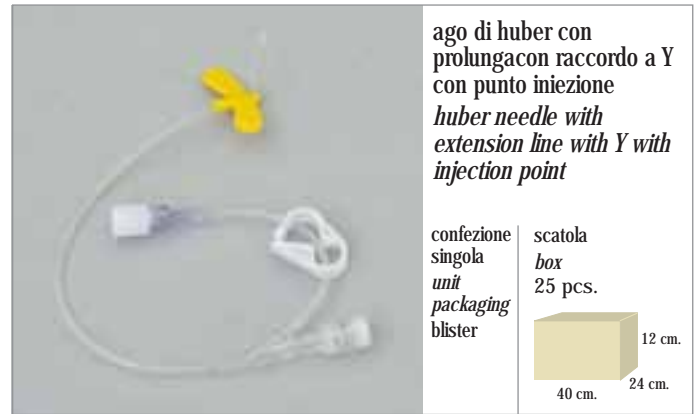 ago di huber con
prolungacon raccordo a Y
con punto iniezione
huber needle with
extension line with Y with
injection point
confezione
singola
unit
packaging
blister
scatola
box
25 pcs.
12 cm.
24 cm.
40 cm.